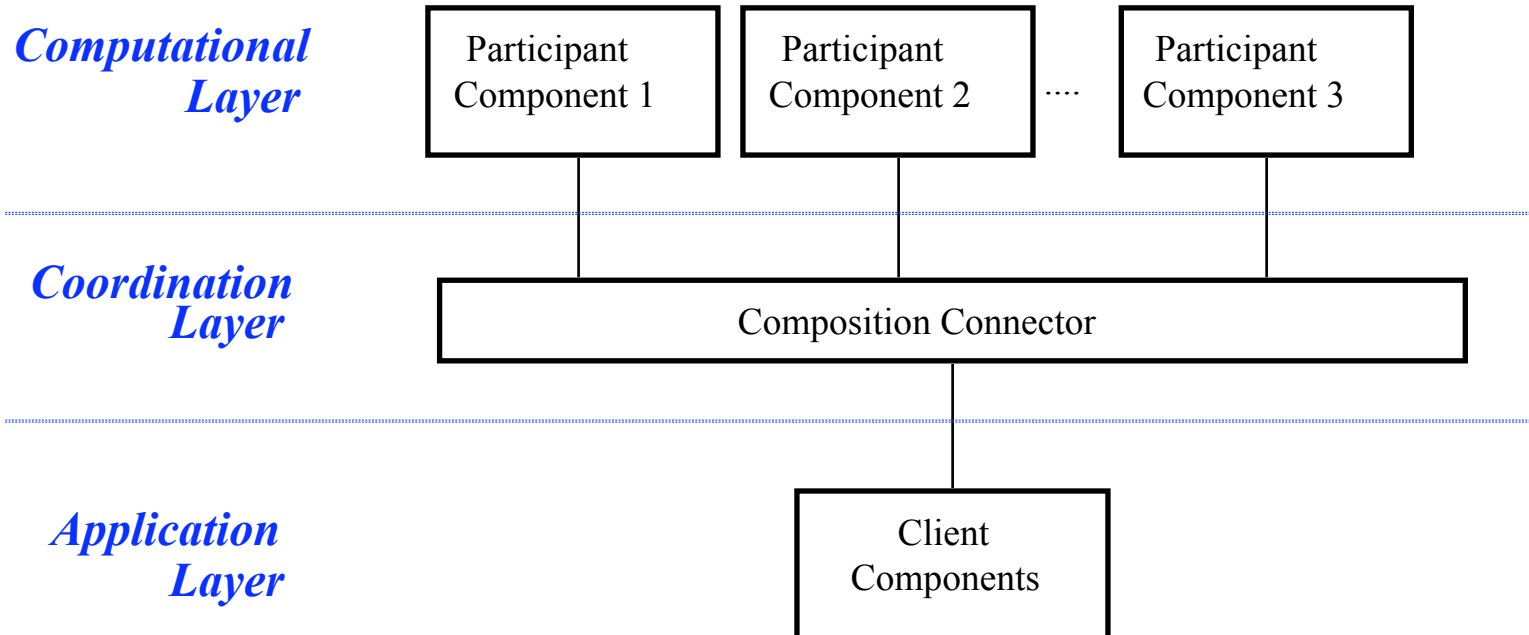 Computational
Layer
Participant
Component 1
Participant
Component 2
....
Participant
Component 3
Coordination
Layer
Composition Connector
Application
Layer
Client
Components